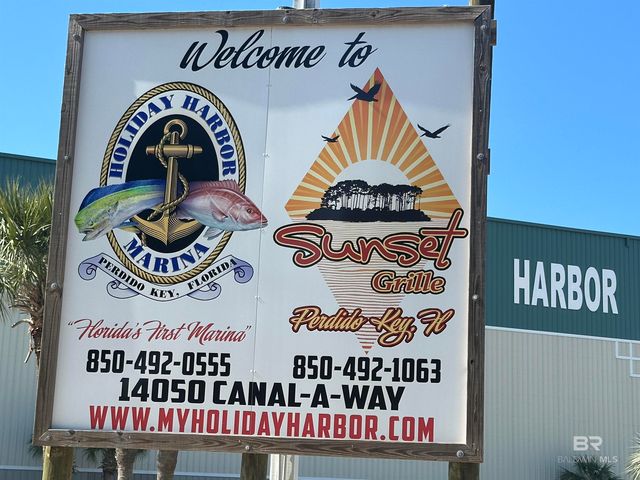 Welcome to
HOLIDAY HARBOR
MARINA
PERDIDO KEY, FLORIDA
"Florida's First Marina"
850-492-0555
Sunset
Grille
Perdido Key, Fl
850-492-1063
14050 CANAL-A-WAY
WWW.MYHOLIDAYHARBOR.COM
HARBOR
BR
BALDWIN MLS